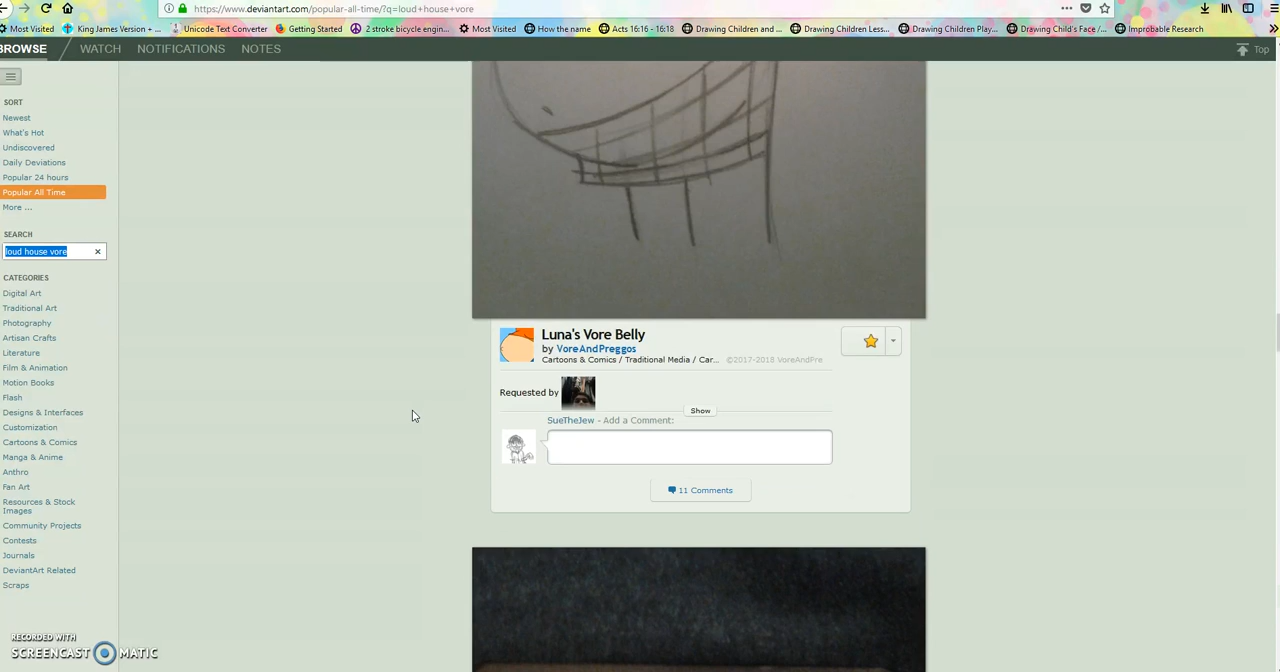 https://www.deviantart.com/popular-all-time/?q=loud+house+vore
Most Visited King James Version + ... Unicode Text Converter Getting Started 2 stroke bicycle engin... Most Visited How the name Acts 16:16 - 16:18 Drawing Children and ... Drawing Children Less... Drawing Children Play... Drawing Child's Face /... Improbable Research
BROWSE WATCH NOTIFICATIONS NOTES Top
SORT
Newest
What's Hot
Undiscovered
Daily Deviations
Popular 24 hours
Popular All Time
More ...
SEARCH
loud house vore
CATEGORIES
Digital Art
Traditional Art
Photography
Artisan Crafts
Literature
Film & Animation
Motion Books
Flash
Designs & Interfaces
Customization
Cartoons & Comics
Manga & Anime
Anthro
Fan Art
Resources & Stock
Images
Community Projects
Contests
Journals
DeviantArt Related
Scraps
Luna's Vore Belly
by VoreAndPreggos
Cartoons & Comics / Traditional Media / Car... ©2017-2018 VoreAndPre
Requested by
Show
SueTheJew - Add a Comment:
11 Comments
RECORDED WITH
SCREENCAST MATIC